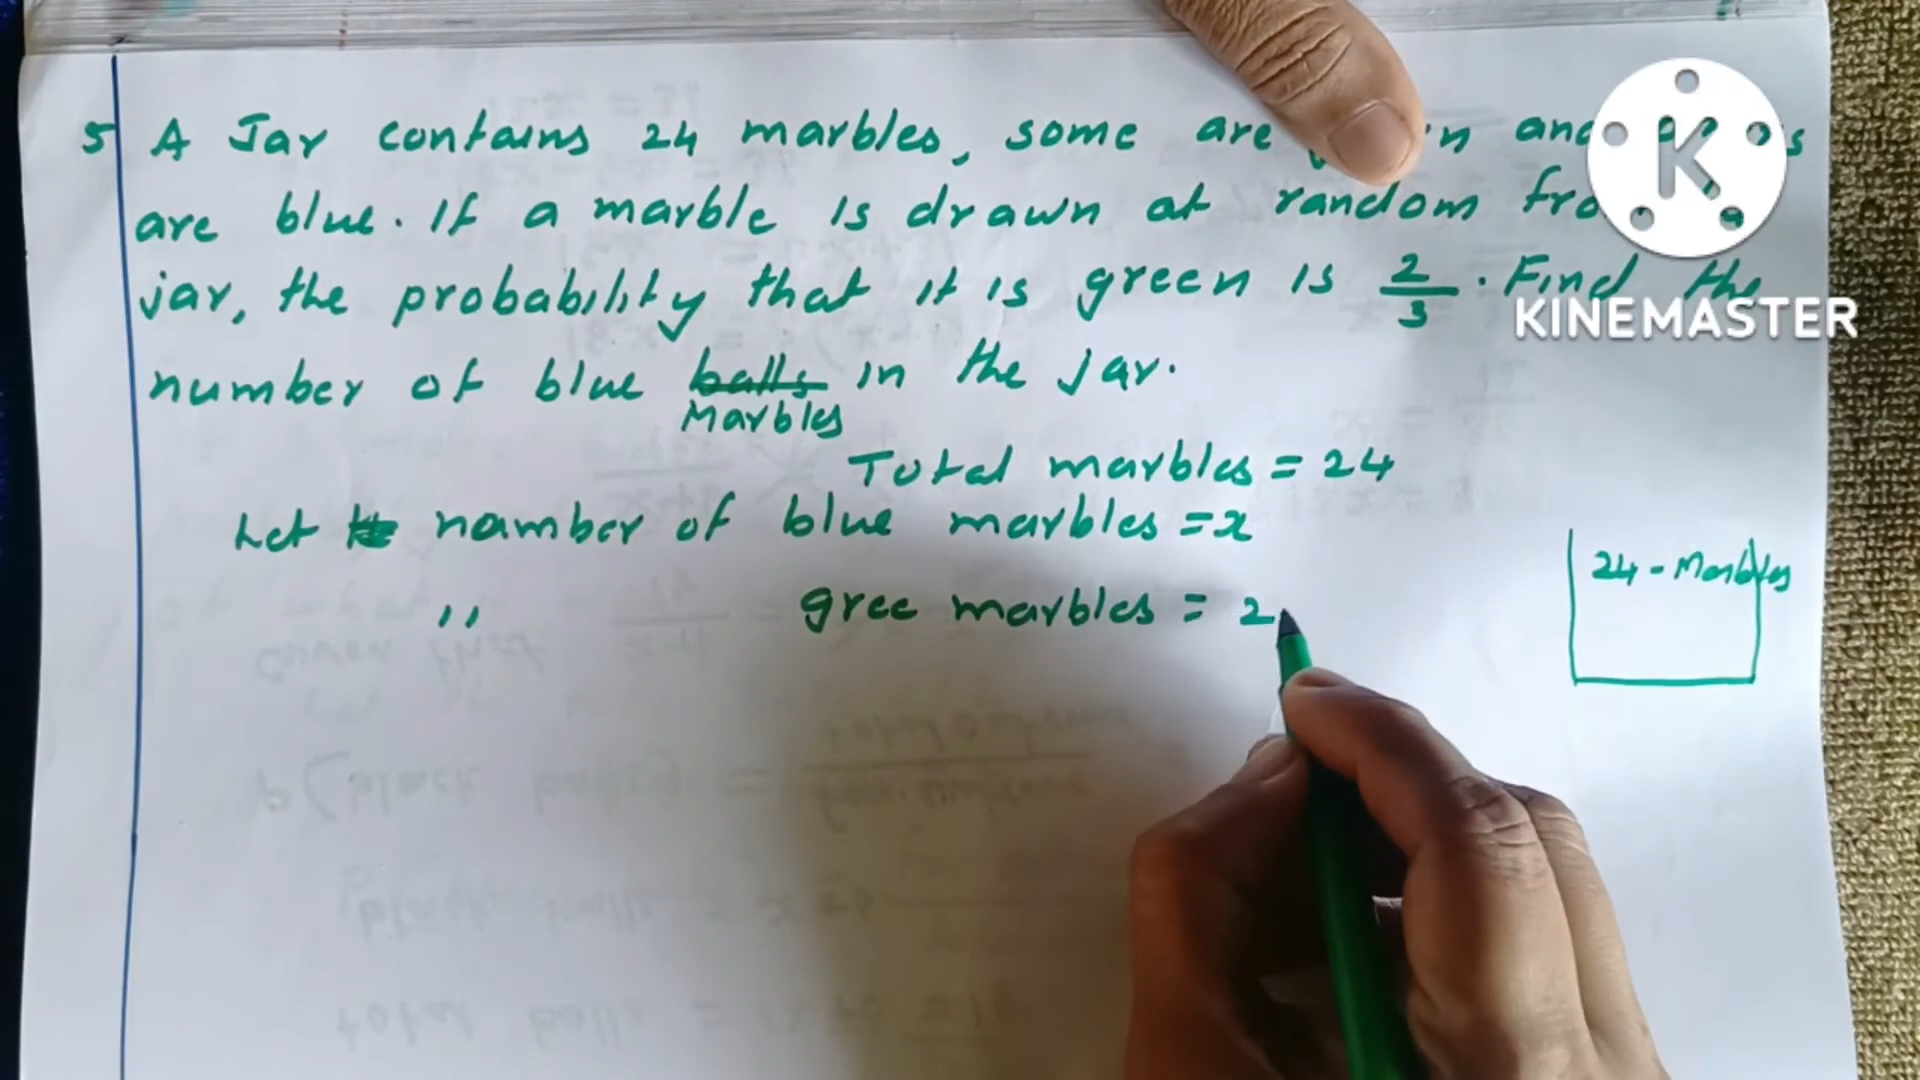 5 A Jar contains 24 marbles, some are and
are blue. If a marble is drawn at random
jar, the probability that it is green is 2/3. Find the
number of blue balls in the jar.
Marbles
Total marbles = 24
Let number of blue marbles = x
24 - Marbles
,, gree marbles = 2
KINEMASTER